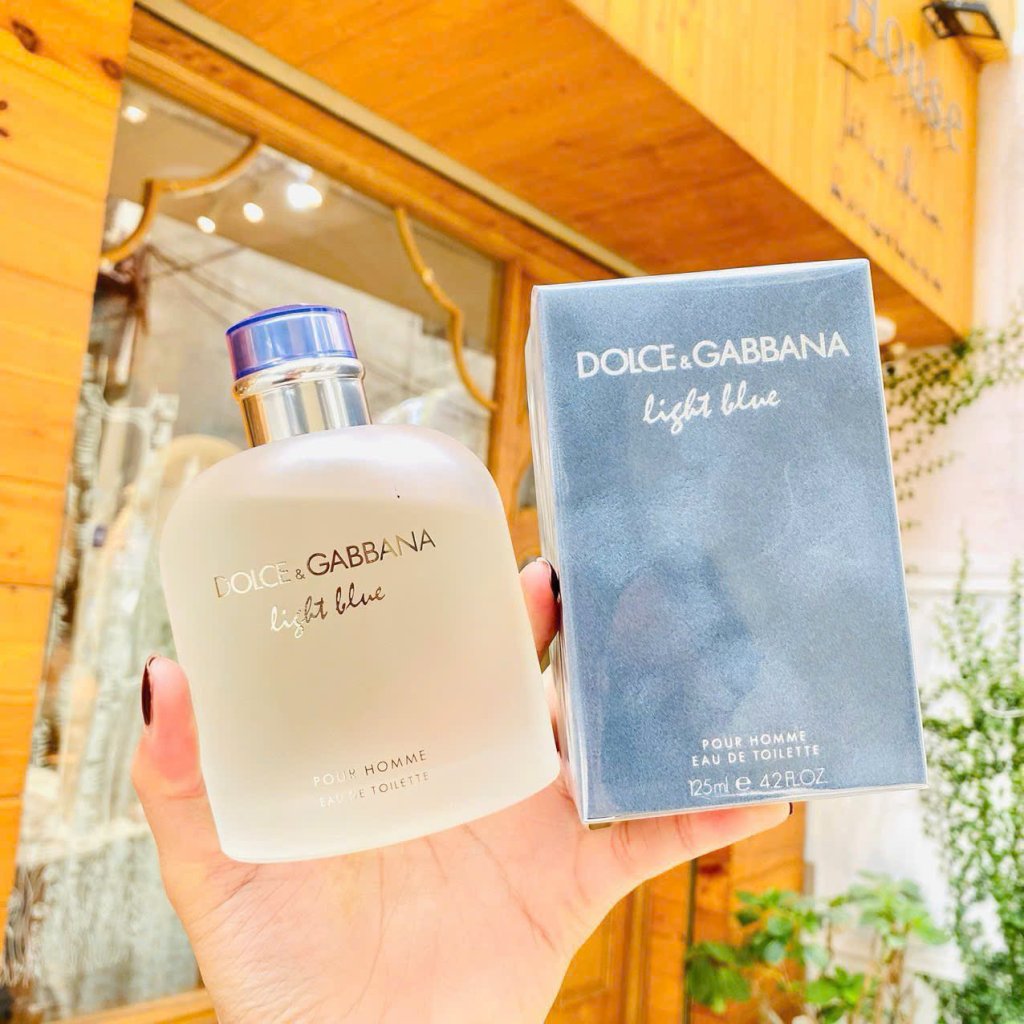 House
DOLCE & GABBANA
light blue
POUR HOMME
EAU DE TOILETTE
DOLCE & GABBANA
light blue
POUR HOMME
EAU DE TOILETTE
125ml e 4.2 FL.OZ.